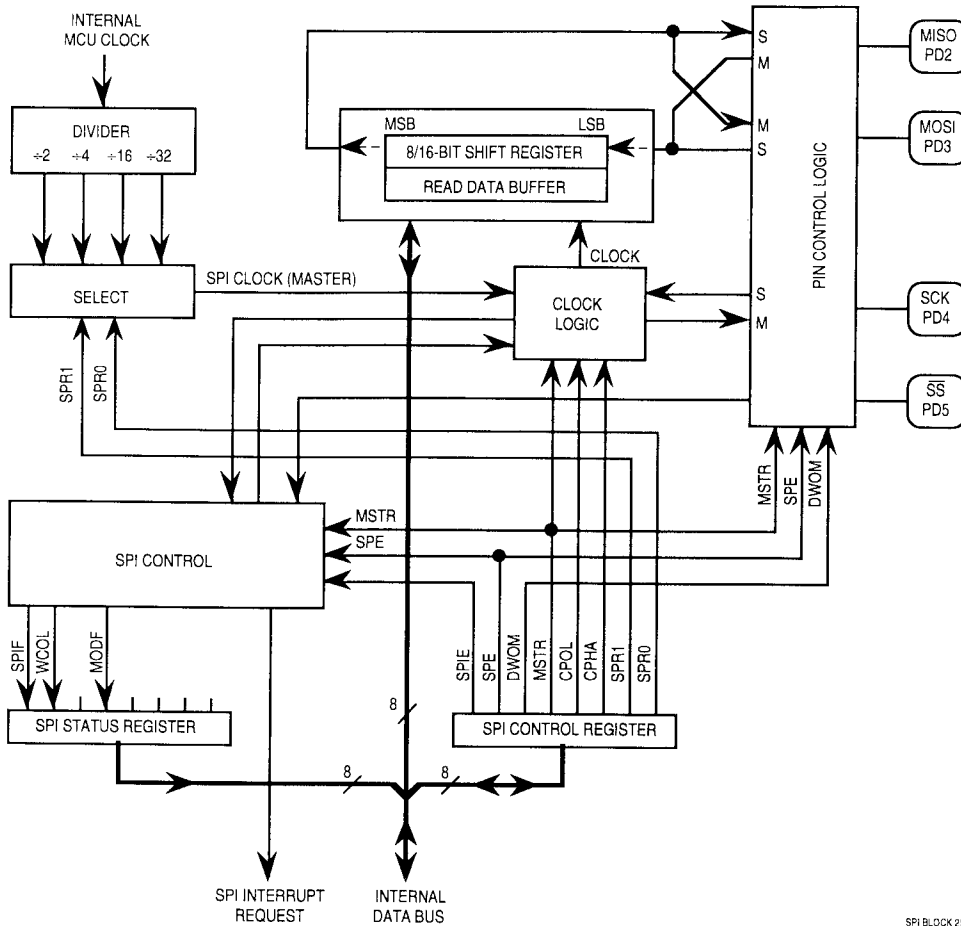 INTERNAL
MCU CLOCK
DIVIDER
÷2 ÷4 ÷16 ÷32
SELECT
SPI CLOCK (MASTER)
SPR1
SPR0
MSB LSB
8/16-BIT SHIFT REGISTER
READ DATA BUFFER
CLOCK
CLOCK
LOGIC
S
M
M
S
S
M
PIN CONTROL LOGIC
MISO
PD2
MOSI
PD3
SCK
PD4
SS
PD5
MSTR
SPE
DWOM
MSTR
SPE
SPI CONTROL
SPIF
WCOL
MODF
SPI STATUS REGISTER
SPIE
SPE
DWOM
MSTR
CPOL
CPHA
SPR1
SPR0
SPI CONTROL REGISTER
8
8
8
SPI INTERRUPT
REQUEST
INTERNAL
DATA BUS
SPI BLOCK